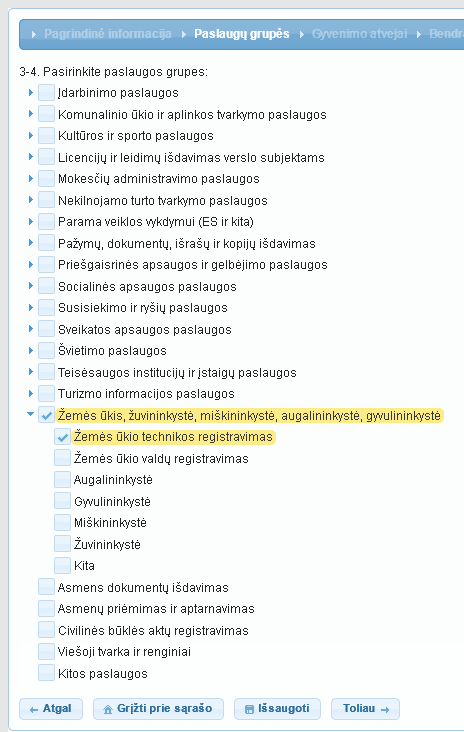 Pagrindinė informacija Paslaugų grupės Gyvenimo atvejai Bendra
3-4. Pasirinkite paslaugos grupes:
Įdarbinimo paslaugos
Komunalinio ūkio ir aplinkos tvarkymo paslaugos
Kultūros ir sporto paslaugos
Licencijų ir leidimų išdavimas verslo subjektams
Mokesčių administravimo paslaugos
Nekilnojamo turto tvarkymo paslaugos
Parama veiklos vykdymui (ES ir kita)
Pažymų, dokumentų, išrašų ir kopijų išdavimas
Priešgaisrinės apsaugos ir gelbėjimo paslaugos
Socialinės apsaugos paslaugos
Susisiekimo ir ryšių paslaugos
Sveikatos apsaugos paslaugos
Švietimo paslaugos
Teisėsaugos institucijų ir įstaigų paslaugos
Turizmo informacijos paslaugos
Žemės ūkis, žuvininkystė, miškininkystė, augalininkystė, gyvulininkystė
Žemės ūkio technikos registravimas
Žemės ūkio valdų registravimas
Augalininkystė
Gyvulininkystė
Miškininkystė
Žuvininkystė
Kita
Asmens dokumentų išdavimas
Asmenų priėmimas ir aptarnavimas
Civilinės būklės aktų registravimas
Viešoji tvarka ir renginiai
Kitos paslaugos
Atgal Grįžti prie sąrašo Išsaugoti Toliau